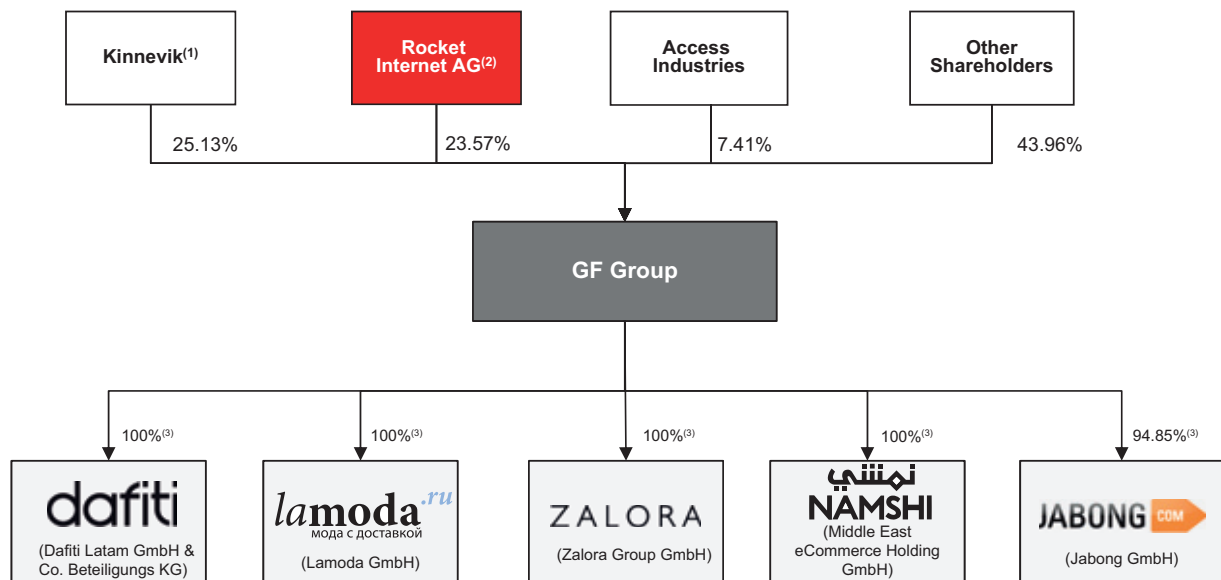 Kinnevik(1)
Rocket
Internet AG(2)
Access
Industries
Other
Shareholders
25.13%
23.57%
7.41%
43.96%
GF Group
100%(3)
100%(3)
100%(3)
100%(3)
94.85%(3)
dafiti
(Dafiti Latam GmbH &
Co. Beteiligungs KG)
lamoda.ru
мода с доставкой
(Lamoda GmbH)
ZALORA
(Zalora Group GmbH)
نمشي
NAMSHI
(Middle East
eCommerce Holding
GmbH)
JABONG COM
(Jabong GmbH)